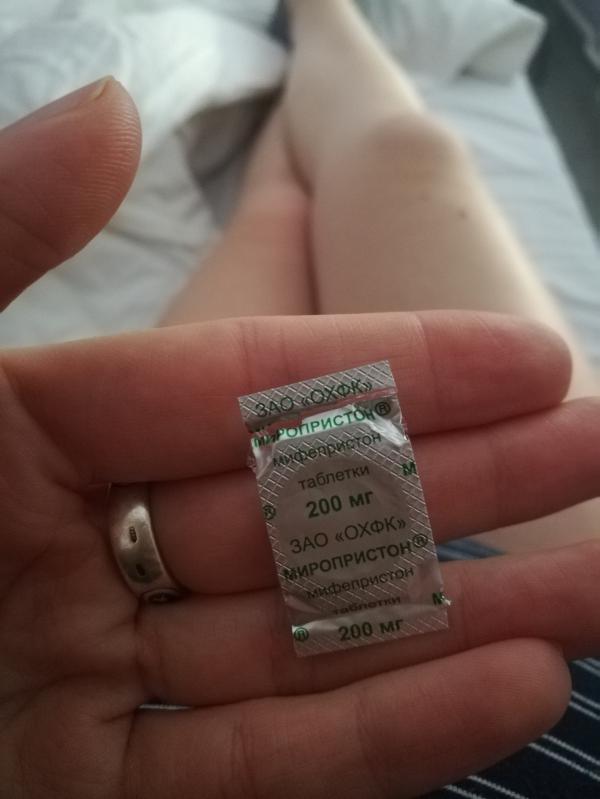 ЗАО «ОХФК»
МИРОПРИСТОН®
мифепристон
таблетки
М
® 200 мг
ЗАО «ОХФК»
МИРОПРИСТОН®
мифепристон
таблетки
М
® 200 мг